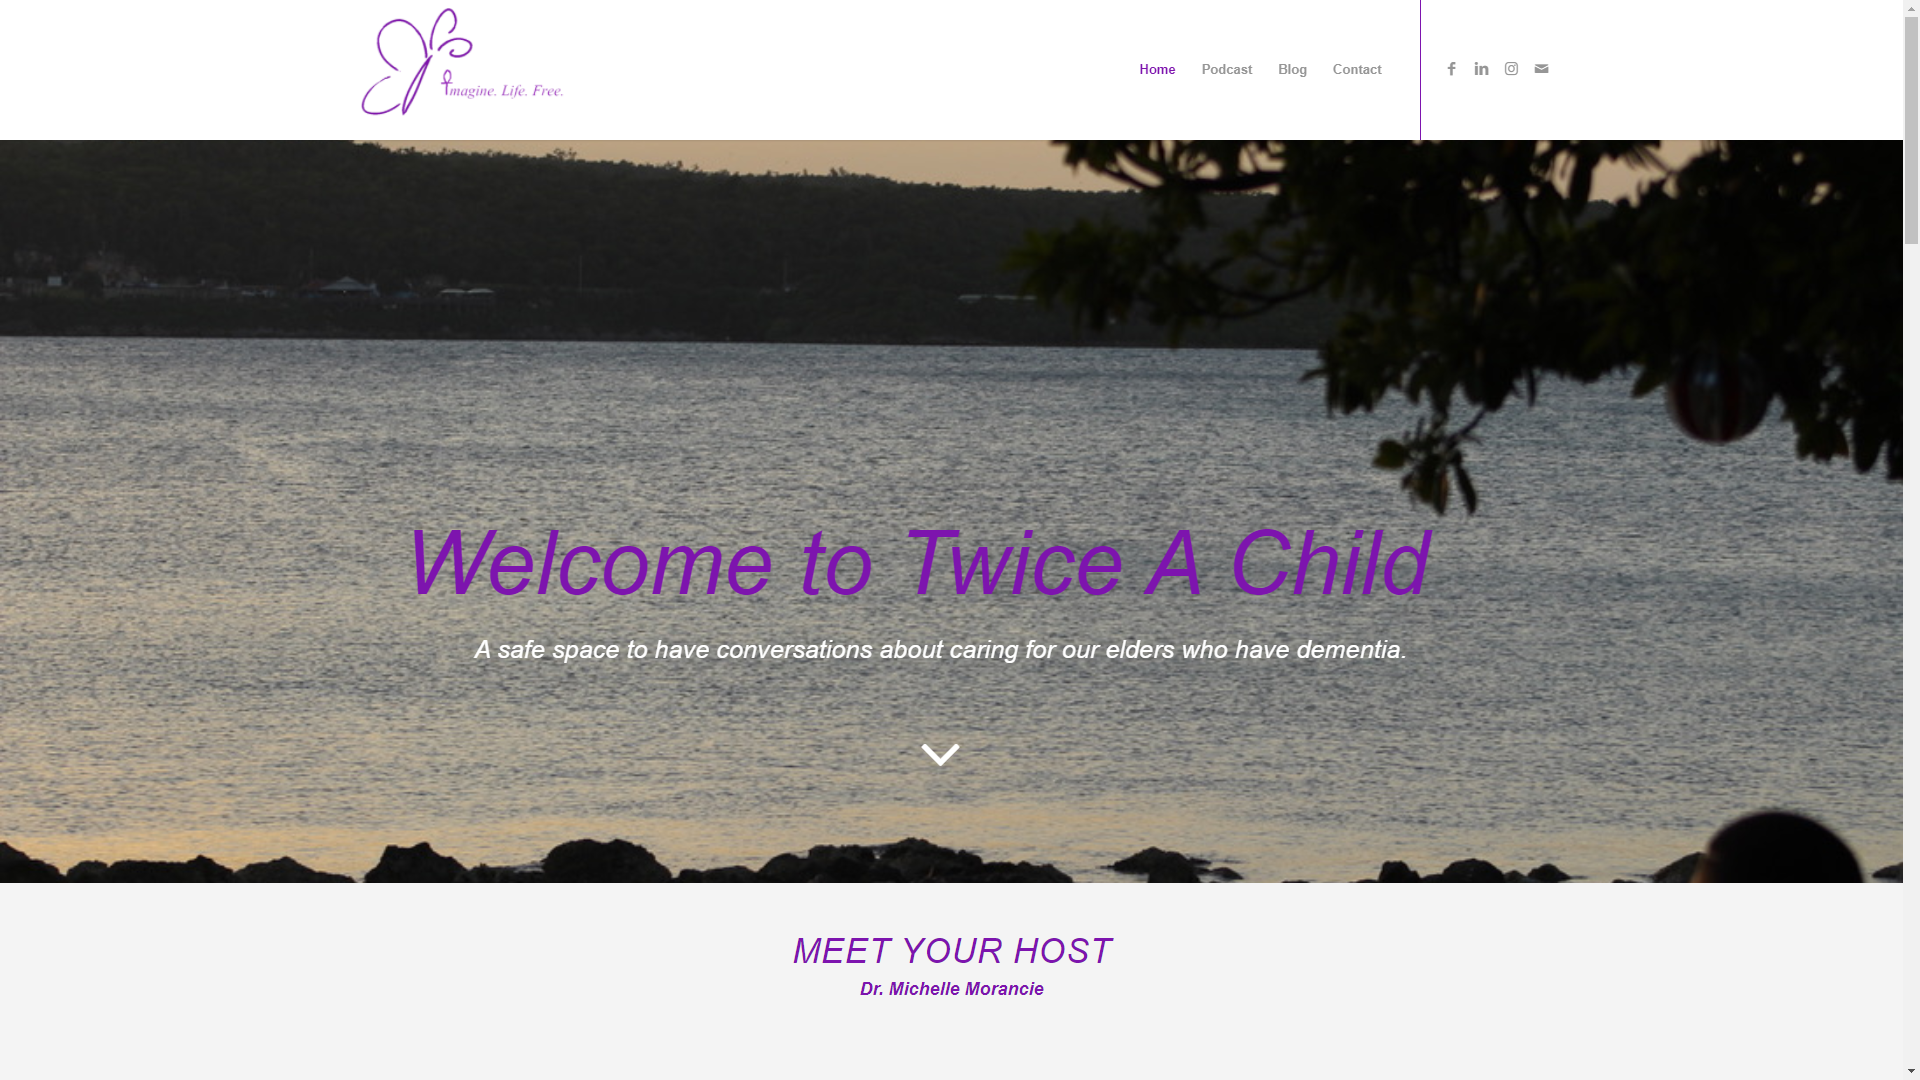 Imagine. Life. Free.
Home
Podcast
Blog
Contact
Welcome to Twice A Child
A safe space to have conversations about caring for our elders who have dementia.
MEET YOUR HOST
Dr. Michelle Morancie